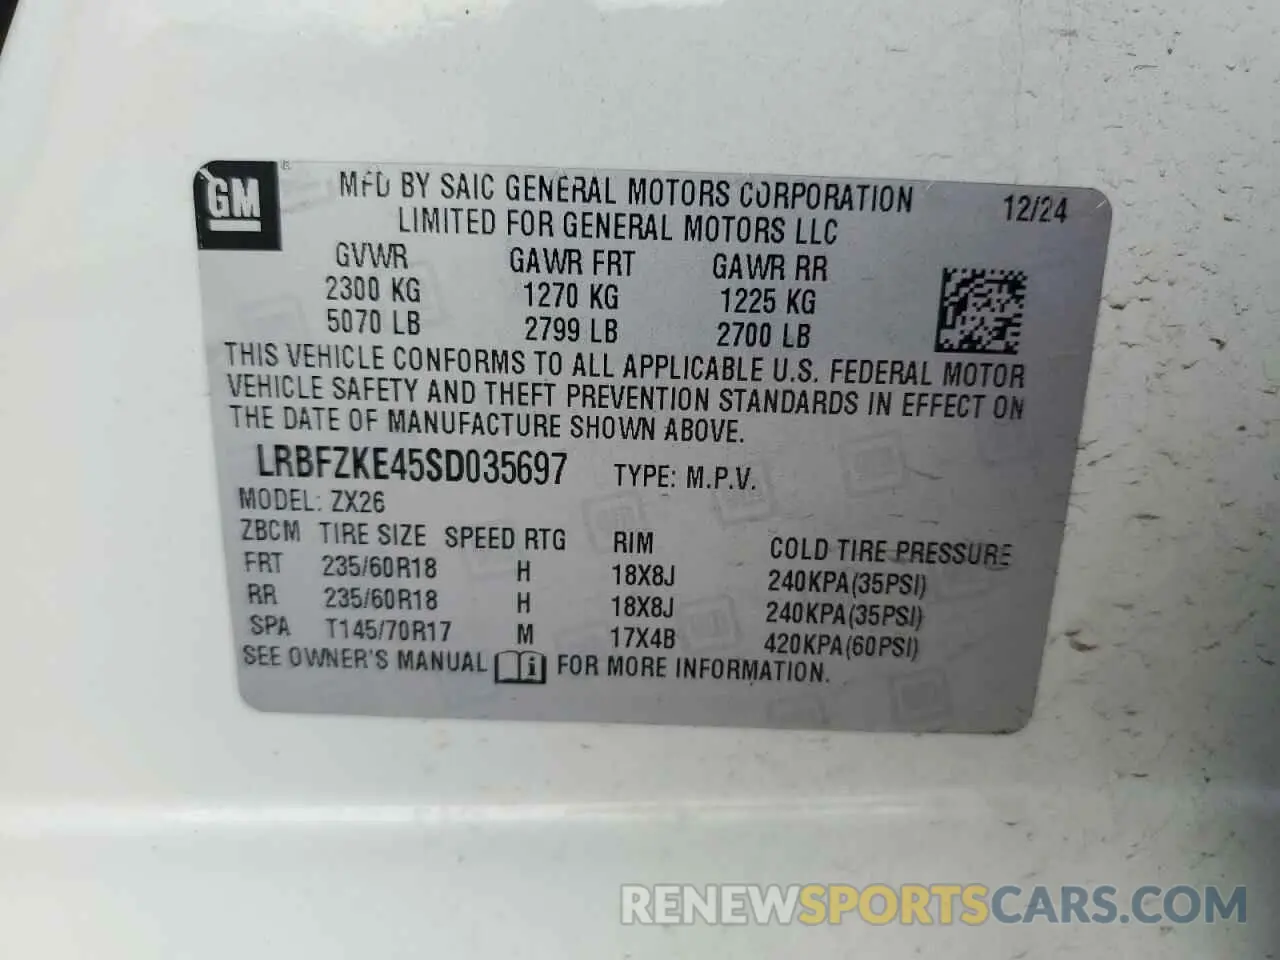 GM ®
MFD BY SAIC GENERAL MOTORS CORPORATION
LIMITED FOR GENERAL MOTORS LLC
12/24
GVWR GAWR FRT GAWR RR
2300 KG 1270 KG 1225 KG
5070 LB 2799 LB 2700 LB
THIS VEHICLE CONFORMS TO ALL APPLICABLE U.S. FEDERAL MOTOR
VEHICLE SAFETY AND THEFT PREVENTION STANDARDS IN EFFECT ON
THE DATE OF MANUFACTURE SHOWN ABOVE.
LRBFZKE45SD035697 TYPE: M.P.V.
MODEL: ZX26
ZBCM TIRE SIZE SPEED RTG RIM COLD TIRE PRESSURE
FRT 235/60R18 H 18X8J 240KPA(35PSI)
RR 235/60R18 H 18X8J 240KPA(35PSI)
SPA T145/70R17 M 17X4B 420KPA(60PSI)
SEE OWNER'S MANUAL i FOR MORE INFORMATION.
RENEWSPORTSCARS.COM